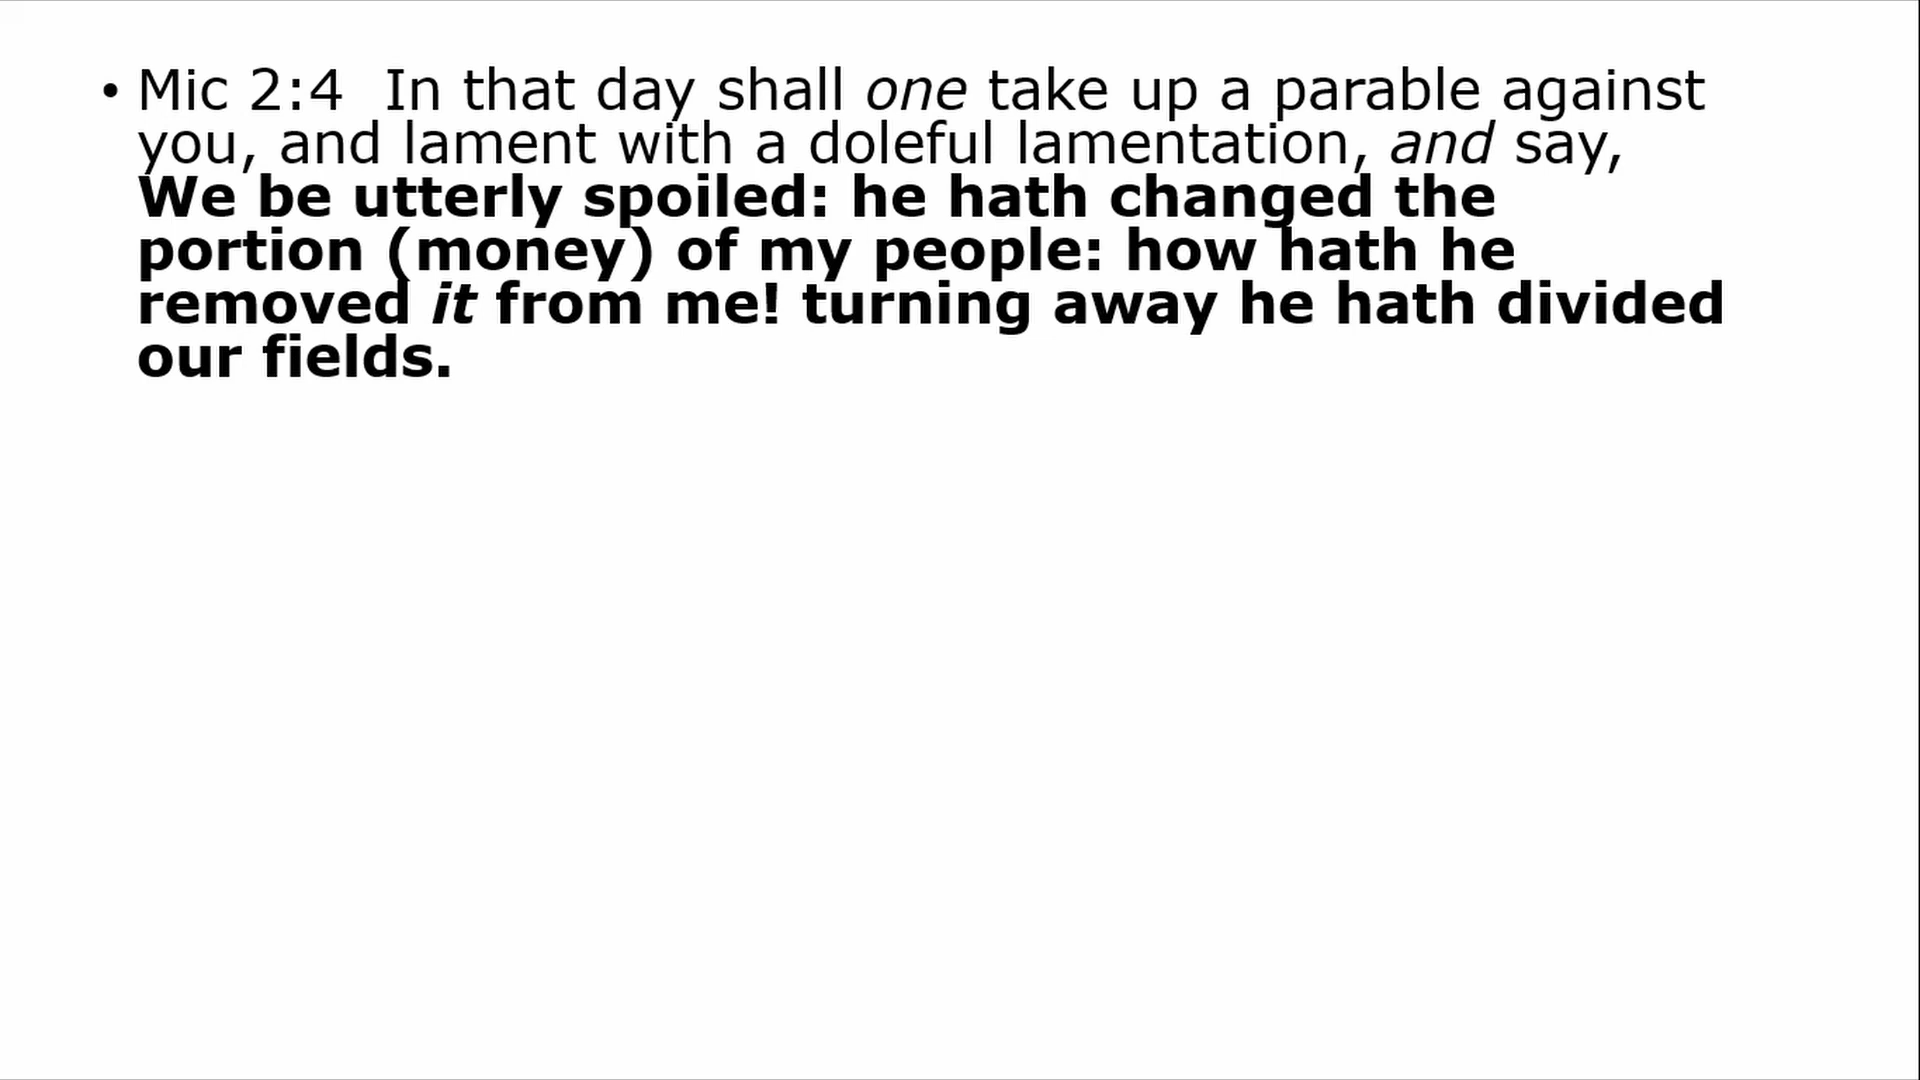 • Mic 2:4  In that day shall one take up a parable against
you, and lament with a doleful lamentation, and say,
We be utterly spoiled: he hath changed the
portion (money) of my people: how hath he
removed it from me! turning away he hath divided
our fields.